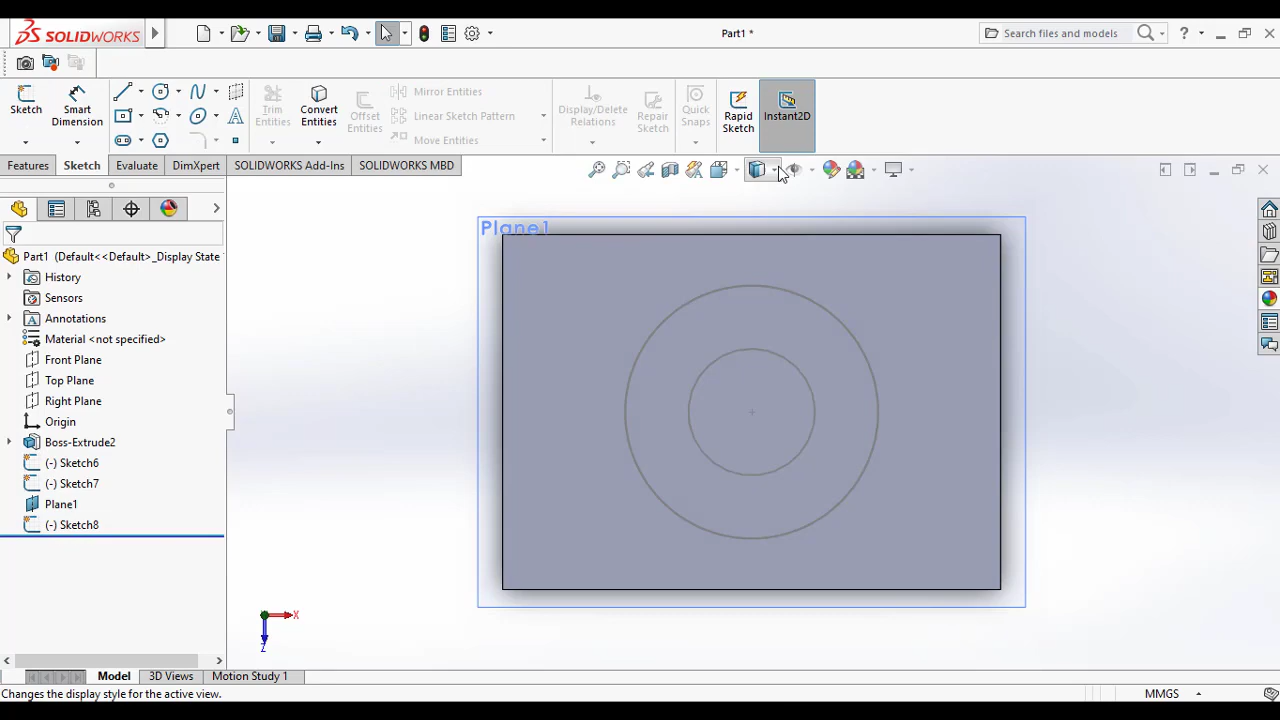 SOLIDWORKS
Part1 *
Search files and models
Sketch
Smart Dimension
Trim Entities
Convert Entities
Offset Entities
Mirror Entities
Linear Sketch Pattern
Move Entities
Display/Delete Relations
Repair Sketch
Quick Snaps
Rapid Sketch
Instant2D
Features
Sketch
Evaluate
DimXpert
SOLIDWORKS Add-Ins
SOLIDWORKS MBD
Part1 (Default<<Default>_Display State
History
Sensors
Annotations
Material <not specified>
Front Plane
Top Plane
Right Plane
Origin
Boss-Extrude2
(-) Sketch6
(-) Sketch7
Plane1
(-) Sketch8
Plane1
X
Z
Model
3D Views
Motion Study 1
Changes the display style for the active view.
MMGS